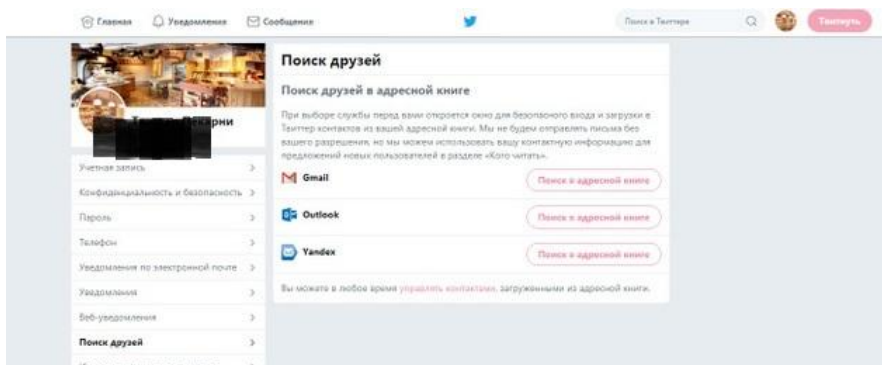 Главная Уведомления Сообщения Поиск в Твиттере Твитнуть
Поиск друзей
Поиск друзей в адресной книге
При выборе службы перед вами откроется окно для безопасного входа и загрузки в
Твиттер контактов из вашей адресной книги. Мы не будем отправлять письма без
вашего разрешения, но мы можем использовать вашу контактную информацию для
предложений новых пользователей в разделе «Кого читать».
Gmail Поиск в адресной книге
Outlook Поиск в адресной книге
Yandex Поиск в адресной книге
Вы можете в любое время управлять контактами, загруженными из адресной книги.
Учетная запись
Конфиденциальность и безопасность
Пароль
Телефон
Уведомления по электронной почте
Уведомления
Веб-уведомления
Поиск друзей